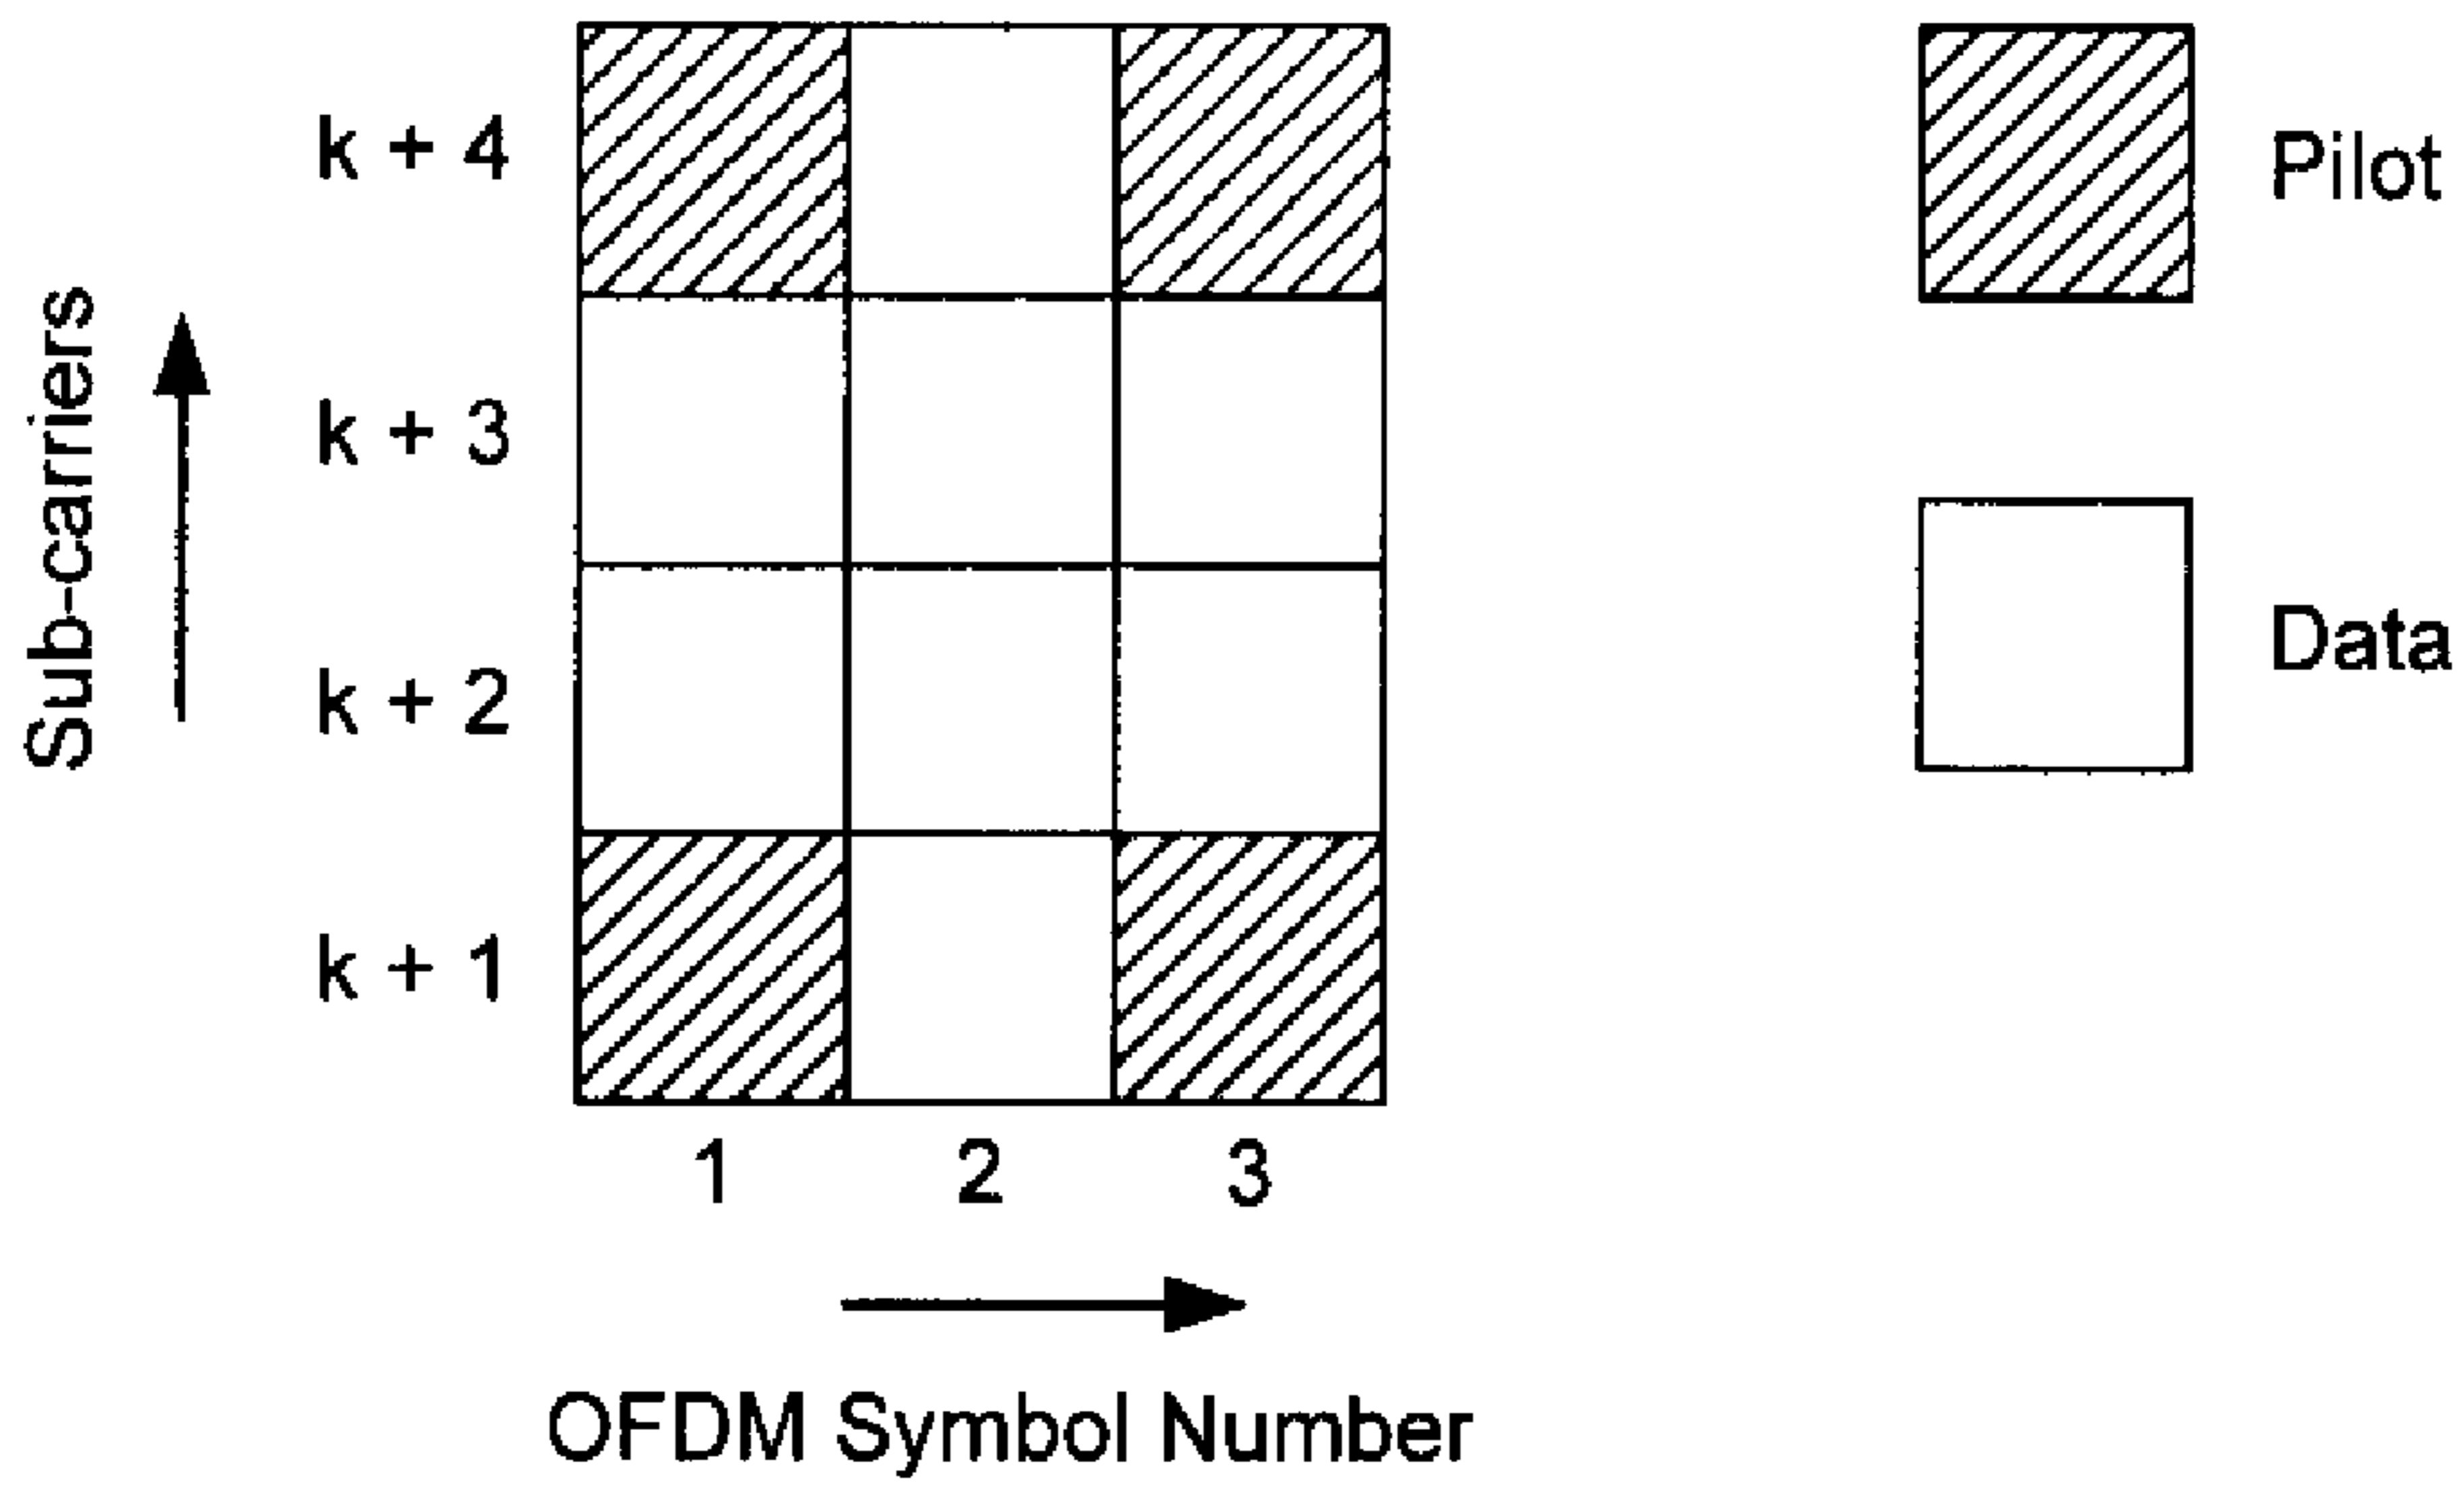 k + 4
k + 3
k + 2
k + 1
Sub-carriers
1 2 3
OFDM Symbol Number
Pilot
Data